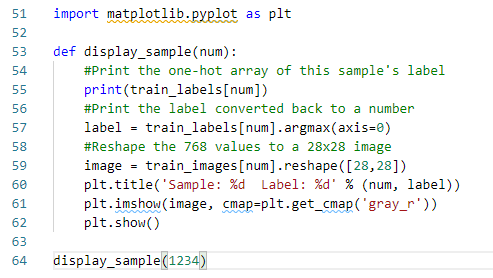 51 import matplotlib.pyplot as plt
52
53 def display_sample(num):
54     #Print the one-hot array of this sample's label
55     print(train_labels[num])
56     #Print the label converted back to a number
57     label = train_labels[num].argmax(axis=0)
58     #Reshape the 768 values to a 28x28 image
59     image = train_images[num].reshape([28,28])
60     plt.title('Sample: %d  Label: %d' % (num, label))
61     plt.imshow(image, cmap=plt.get_cmap('gray_r'))
62     plt.show()
63
64 display_sample(1234)